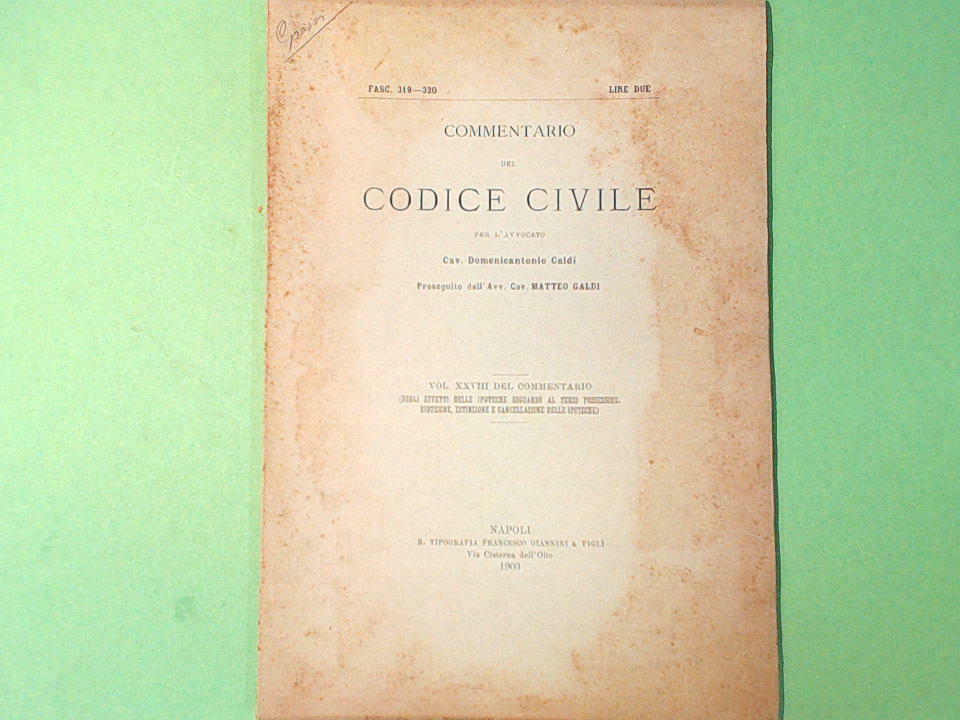 FASC. 319—320 LIRE DUE
COMMENTARIO
DEL
CODICE CIVILE
PER L'AVVOCATO
Cav. Domenicantonio Galdi
Proseguito dall'Avv. Cav. MATTEO GALDI
VOL. XXVIII DEL COMMENTARIO
(DEGLI EFFETTI DELLE IPOTECHE RIGUARDO AL TERZO POSSESSORE.
RIDUZIONE, ESTINZIONE E CANCELLAZIONE DELLE IPOTECHE)
NAPOLI
R. TIPOGRAFIA FRANCESCO GIANNINI & FIGLI
Via Cisterna dell'Olio
1903